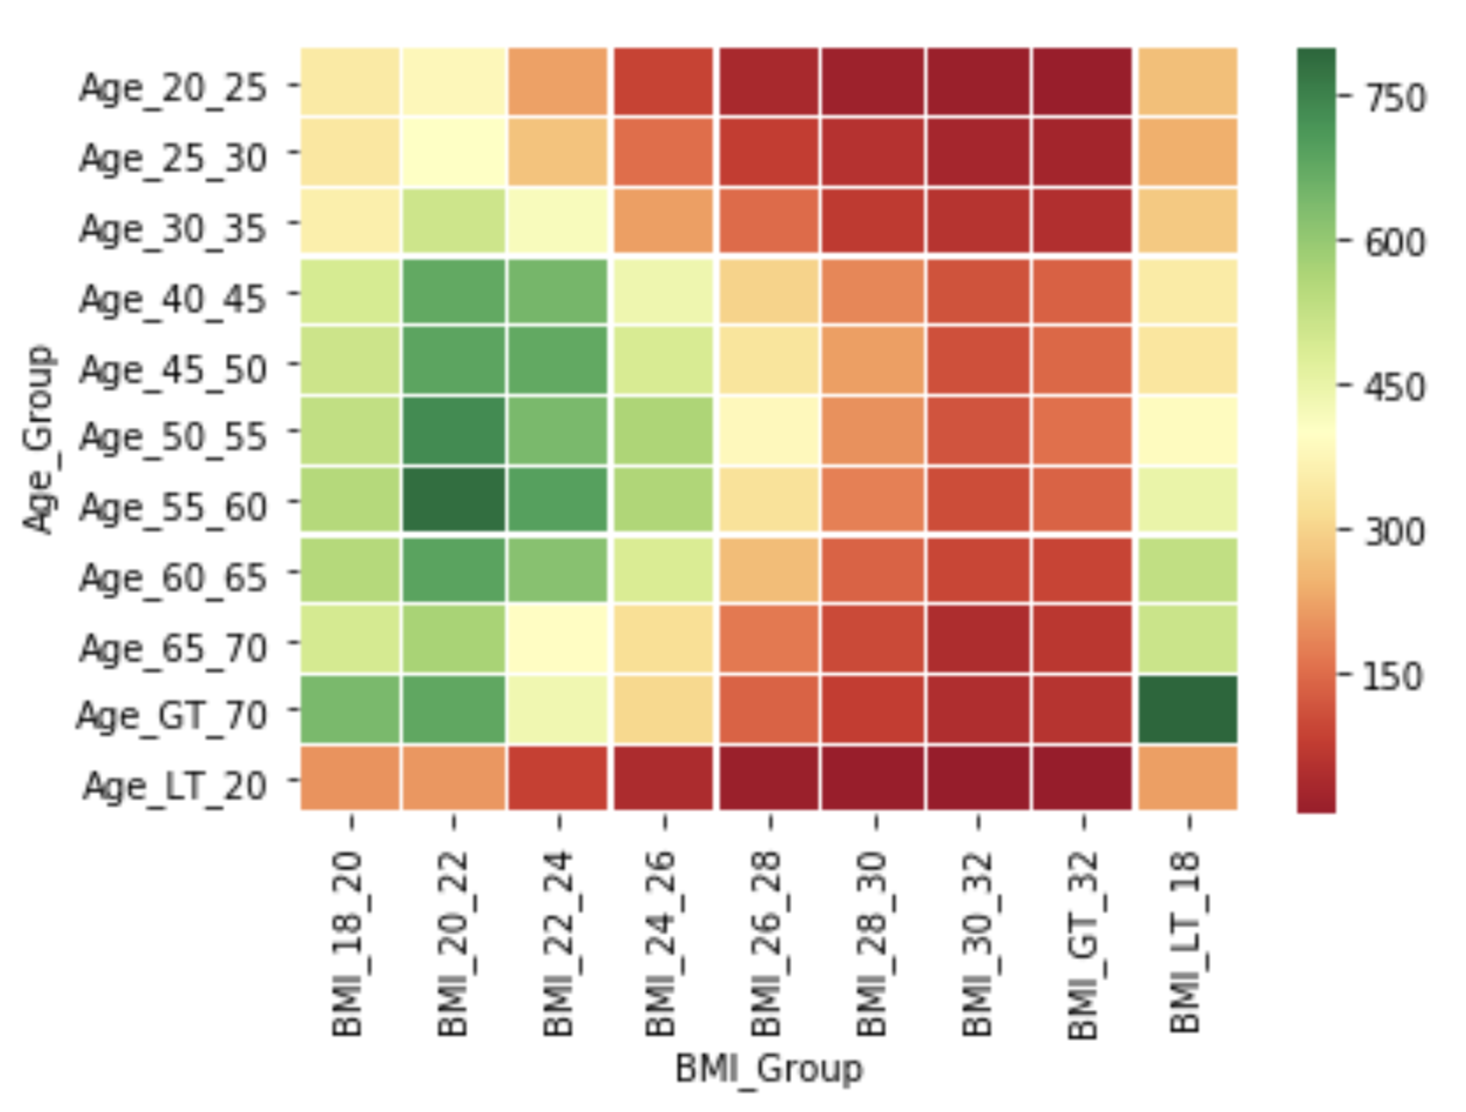 Age_20_25
Age_25_30
Age_30_35
Age_40_45
Age_45_50
Age_50_55
Age_55_60
Age_60_65
Age_65_70
Age_GT_70
Age_LT_20
Age_Group
BMI_18_20
BMI_20_22
BMI_22_24
BMI_24_26
BMI_26_28
BMI_28_30
BMI_30_32
BMI_GT_32
BMI_LT_18
BMI_Group
750
600
450
300
150